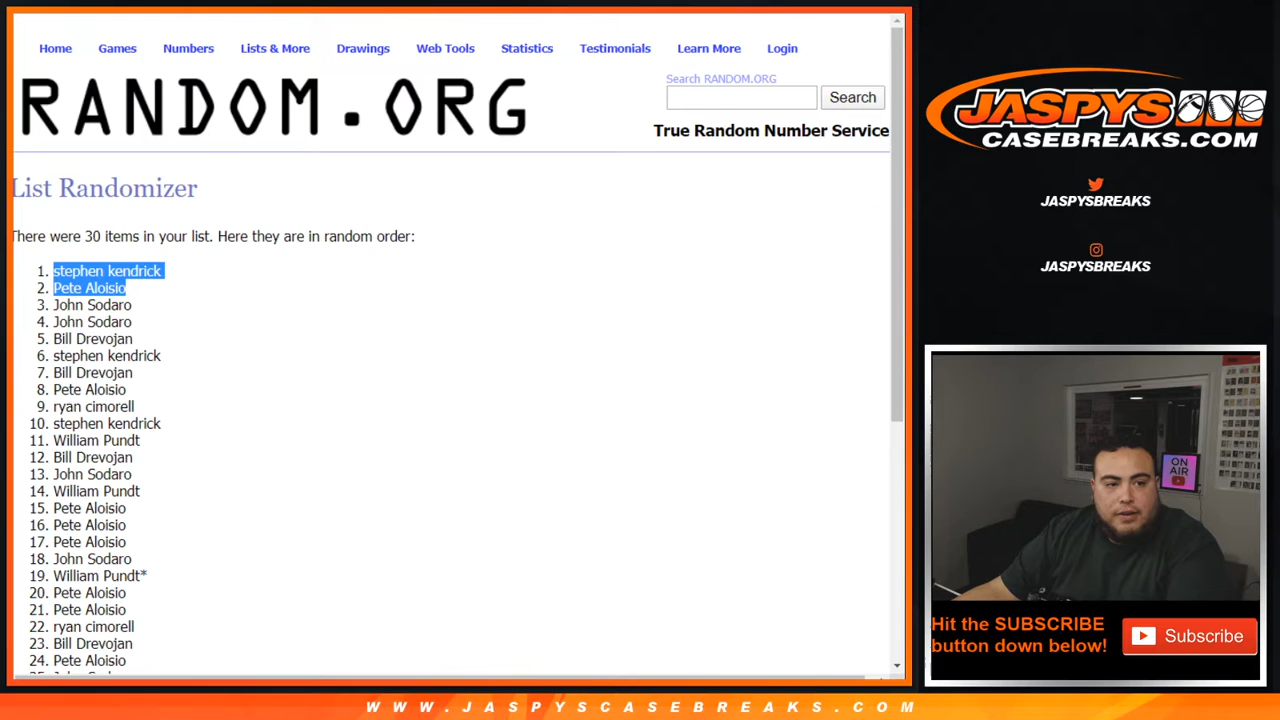 Home Games Numbers Lists & More Drawings Web Tools Statistics Testimonials Learn More Login
Search RANDOM.ORG
RANDOM.ORG
Search
True Random Number Service
List Randomizer
There were 30 items in your list. Here they are in random order:
1. stephen kendrick
2. Pete Aloisio
3. John Sodaro
4. John Sodaro
5. Bill Drevojan
6. stephen kendrick
7. Bill Drevojan
8. Pete Aloisio
9. ryan cimorell
10. stephen kendrick
11. William Pundt
12. Bill Drevojan
13. John Sodaro
14. William Pundt
15. Pete Aloisio
16. Pete Aloisio
17. Pete Aloisio
18. John Sodaro
19. William Pundt*
20. Pete Aloisio
21. Pete Aloisio
22. ryan cimorell
23. Bill Drevojan
24. Pete Aloisio
JASPYS
CASEBREAKS.COM
JASPYSBREAKS
JASPYSBREAKS
ON
AIR
Hit the SUBSCRIBE
button down below!
Subscribe
WWW.JASPYSCASEBREAKS.COM